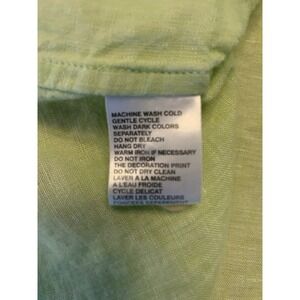 MACHINE WASH COLD
GENTLE CYCLE
WASH DARK COLORS
SEPARATELY
DO NOT BLEACH
HANG DRY
WARM IRON IF NECESSARY
DO NOT IRON
THE DECORATION PRINT
DO NOT DRY CLEAN
LAVER A LA MACHINE
A L'EAU FROIDE
CYCLE DELICAT
LAVER LES COULEURS
FONCEES SEPAREMENT